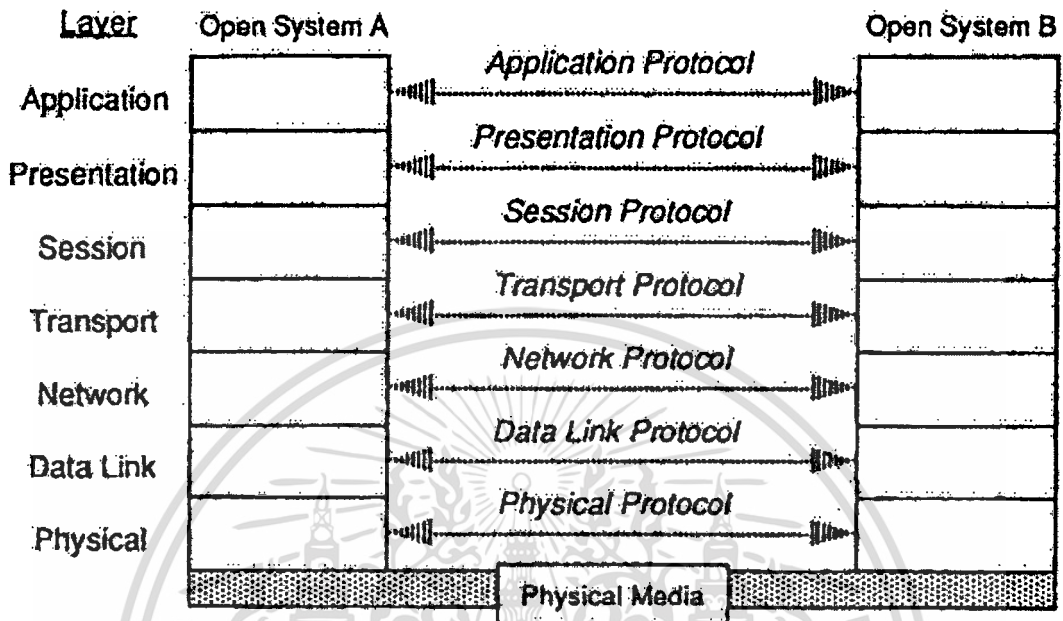 Layer Open System A Open System B
Application Application Protocol
Presentation Presentation Protocol
Session Session Protocol
Transport Transport Protocol
Network Network Protocol
Data Link Data Link Protocol
Physical Physical Protocol
Physical Media